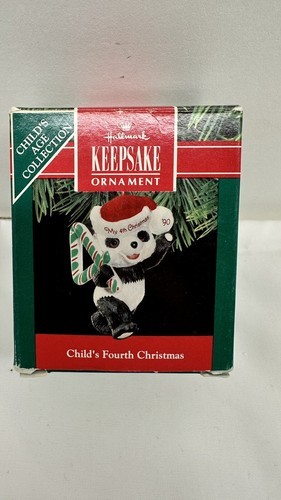 CHILD'S
AGE
COLLECTION
Hallmark
KEEPSAKE
ORNAMENT
My 4th Christmas
90
Child's Fourth Christmas